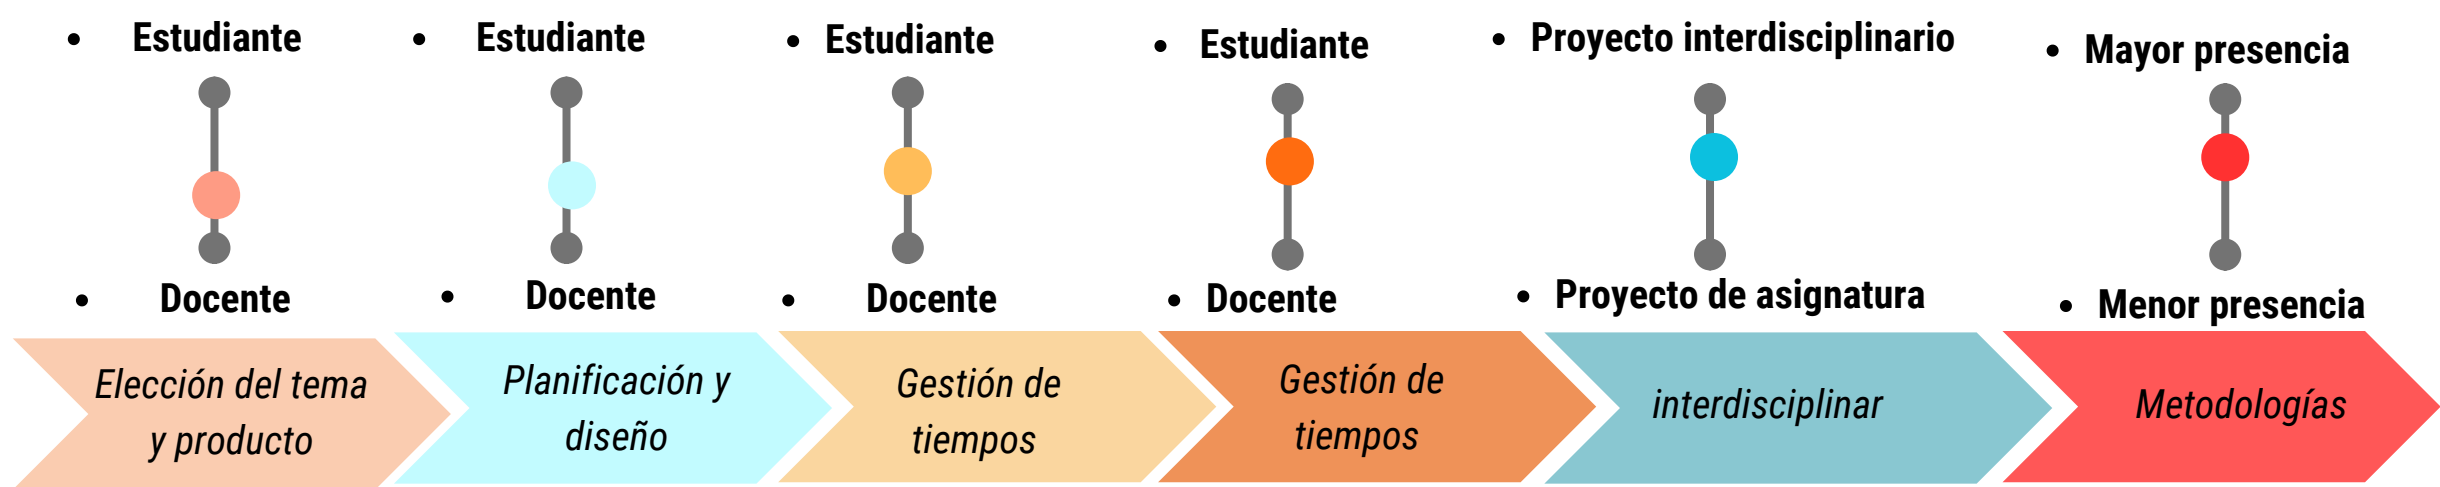 • Estudiante
• Estudiante
• Estudiante
• Estudiante
• Proyecto interdisciplinario
• Mayor presencia
• Docente
• Docente
• Docente
• Docente
• Proyecto de asignatura
• Menor presencia
Elección del tema
y producto
Planificación y
diseño
Gestión de
tiempos
Gestión de
tiempos
interdisciplinar
Metodologías